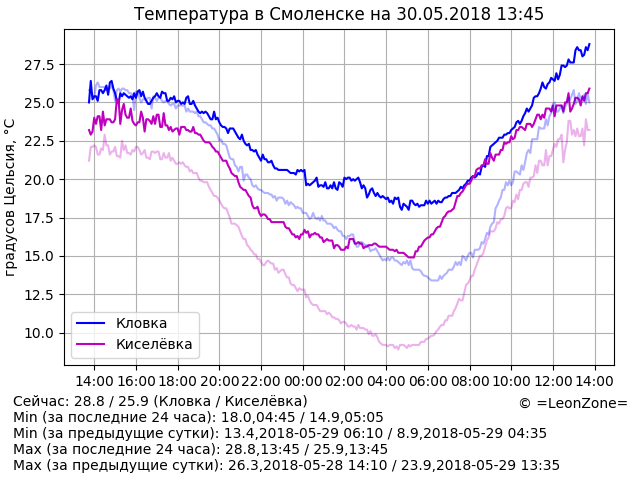 Температура в Смоленске на 30.05.2018 13:45
градусов Цельсия, °C
27.5
25.0
22.5
20.0
17.5
15.0
12.5
10.0
Кловка
Киселёвка
14:00 16:00 18:00 20:00 22:00 00:00 02:00 04:00 06:00 08:00 10:00 12:00 14:00
Сейчас: 28.8 / 25.9 (Кловка / Киселёвка)
© =LeonZone=
Min (за последние 24 часа): 18.0,04:45 / 14.9,05:05
Min (за предыдущие сутки): 13.4,2018-05-29 06:10 / 8.9,2018-05-29 04:35
Max (за последние 24 часа): 28.8,13:45 / 25.9,13:45
Max (за предыдущие сутки): 26.3,2018-05-28 14:10 / 23.9,2018-05-29 13:35